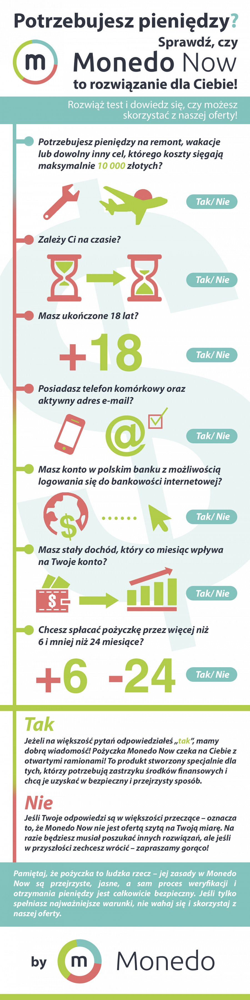 Potrzebujesz pieniędzy?
Sprawdź, czy
m Monedo Now
to rozwiązanie dla Ciebie!
Rozwiąż test i dowiedz się, czy możesz
skorzystać z naszej oferty!
Potrzebujesz pieniędzy na remont, wakacje
lub dowolny inny cel, którego koszty sięgają
maksymalnie 10 000 złotych?
Tak/ Nie
Zależy Ci na czasie?
Tak/ Nie
Masz ukończone 18 lat?
+18
Tak/ Nie
Posiadasz telefon komórkowy oraz
aktywny adres e-mail?
@
Tak/ Nie
Masz konto w polskim banku z możliwością
logowania się do bankowości internetowej?
$
Tak/ Nie
Masz stały dochód, który co miesiąc wpływa
na Twoje konto?
$
Tak/ Nie
Chcesz spłacać pożyczkę przez więcej niż
6 i mniej niż 24 miesiące?
+6 -24
Tak/ Nie
Tak
Jeżeli na większość pytań odpowiedziałeś „tak”, mamy
dobrą wiadomość! Pożyczka Monedo Now czeka na Ciebie z
otwartymi ramionami! To produkt stworzony specjalnie dla
tych, którzy potrzebują zastrzyku środków finansowych i
chcą je uzyskać w bezpieczny i przejrzysty sposób.
Nie
Jeśli Twoje odpowiedzi są w większości przeczące – oznacza
to, że Monedo Now nie jest ofertą szytą na Twoją miarę. Na
razie będziesz musiał poszukać innych rozwiązań, ale jeśli
w przyszłości zechcesz wrócić – zapraszamy gorąco!
Pamiętaj, że pożyczka to ludzka rzecz – jej zasady w Monedo
Now są przejrzyste, jasne, a sam proces weryfikacji i
otrzymania pieniędzy jest całkowicie bezpieczny. Jeśli tylko
spełniasz najważniejsze warunki, nie wahaj się i skorzystaj z
naszej oferty.
by m Monedo